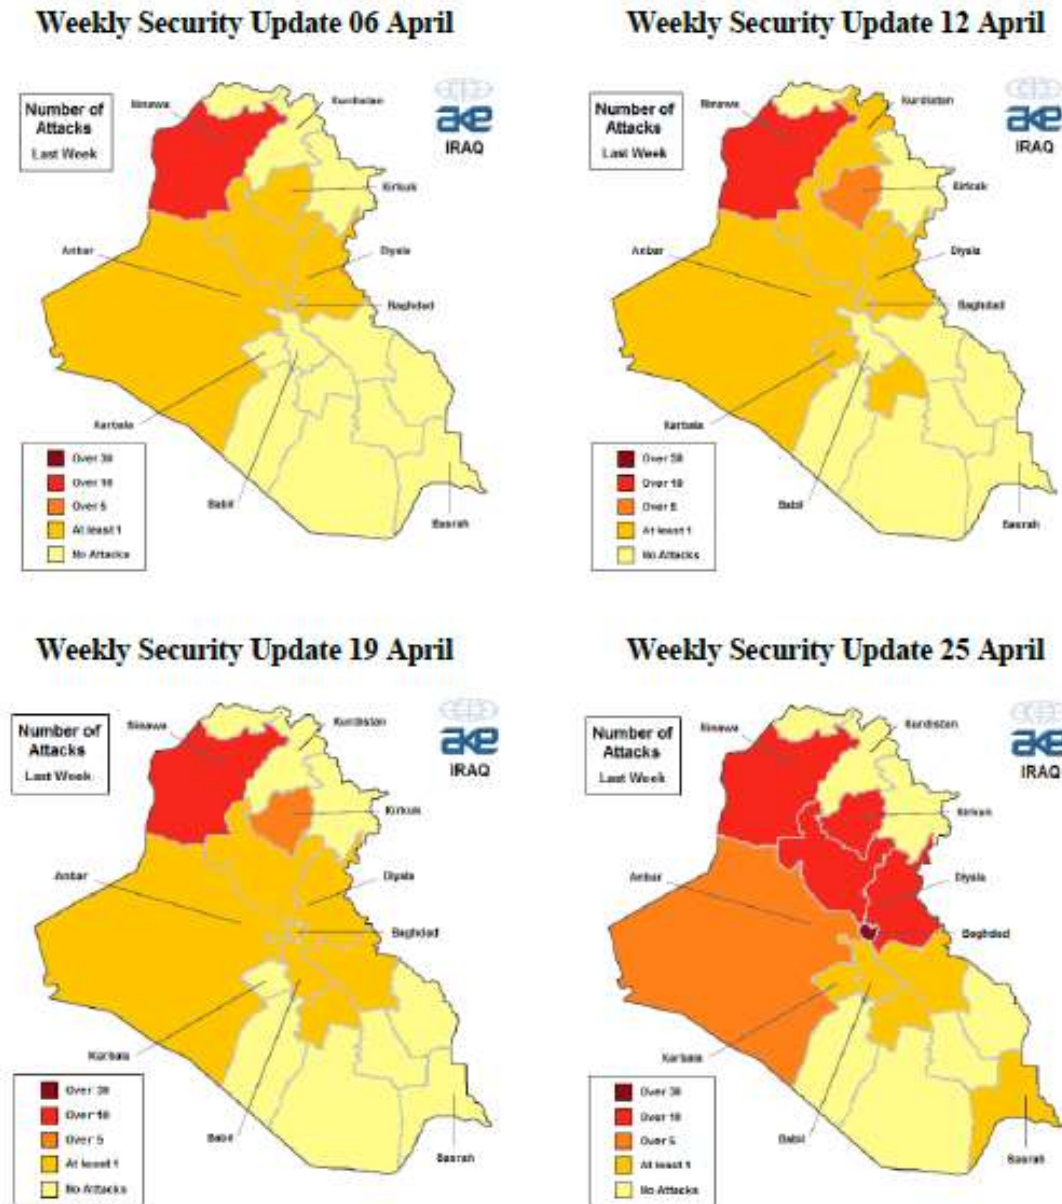 Weekly Security Update 06 April
Number of
Attacks
Last Week
Ninawa
Kurdistan
ake
IRAQ
Kirkuk
Anbar
Diyala
Baghdad
Karbala
Babil
Basrah
Over 30
Over 10
Over 5
At least 1
No Attacks
Weekly Security Update 12 April
Number of
Attacks
Last Week
Ninawa
Kurdistan
ake
IRAQ
Kirkuk
Anbar
Diyala
Baghdad
Karbala
Babil
Basrah
Over 30
Over 10
Over 5
At least 1
No Attacks
Weekly Security Update 19 April
Number of
Attacks
Last Week
Ninawa
Kurdistan
ake
IRAQ
Kirkuk
Anbar
Diyala
Baghdad
Karbala
Babil
Basrah
Over 30
Over 10
Over 5
At least 1
No Attacks
Weekly Security Update 25 April
Number of
Attacks
Last Week
Ninawa
Kurdistan
ake
IRAQ
Kirkuk
Anbar
Diyala
Baghdad
Karbala
Babil
Basrah
Over 30
Over 10
Over 5
At least 1
No Attacks